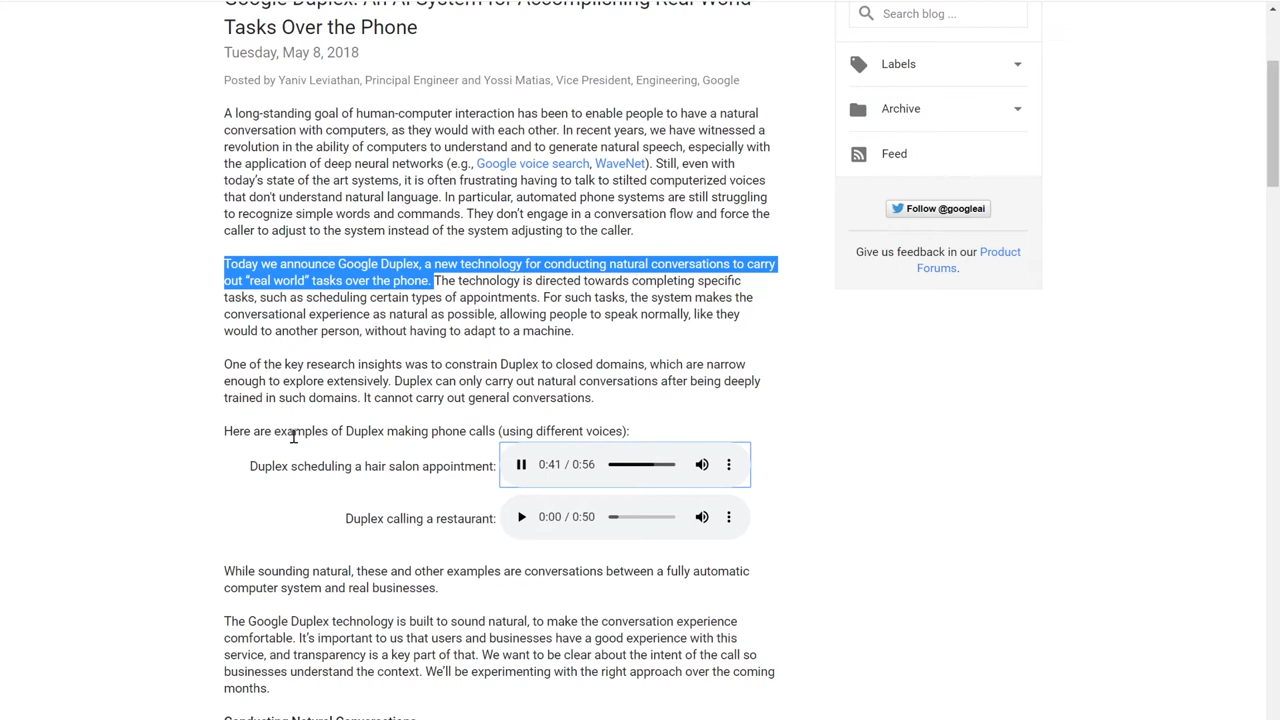 Google Duplex: An AI System for Accomplishing Real-World
Tasks Over the Phone
Tuesday, May 8, 2018
Posted by Yaniv Leviathan, Principal Engineer and Yossi Matias, Vice President, Engineering, Google
A long-standing goal of human-computer interaction has been to enable people to have a natural
conversation with computers, as they would with each other. In recent years, we have witnessed a
revolution in the ability of computers to understand and to generate natural speech, especially with
the application of deep neural networks (e.g., Google voice search, WaveNet). Still, even with
today’s state of the art systems, it is often frustrating having to talk to stilted computerized voices
that don't understand natural language. In particular, automated phone systems are still struggling
to recognize simple words and commands. They don’t engage in a conversation flow and force the
caller to adjust to the system instead of the system adjusting to the caller.
Today we announce Google Duplex, a new technology for conducting natural conversations to carry
out “real world” tasks over the phone. The technology is directed towards completing specific
tasks, such as scheduling certain types of appointments. For such tasks, the system makes the
conversational experience as natural as possible, allowing people to speak normally, like they
would to another person, without having to adapt to a machine.
One of the key research insights was to constrain Duplex to closed domains, which are narrow
enough to explore extensively. Duplex can only carry out natural conversations after being deeply
trained in such domains. It cannot carry out general conversations.
Here are examples of Duplex making phone calls (using different voices):
Duplex scheduling a hair salon appointment: 0:41 / 0:56
Duplex calling a restaurant: 0:00 / 0:50
While sounding natural, these and other examples are conversations between a fully automatic
computer system and real businesses.
The Google Duplex technology is built to sound natural, to make the conversation experience
comfortable. It’s important to us that users and businesses have a good experience with this
service, and transparency is a key part of that. We want to be clear about the intent of the call so
businesses understand the context. We’ll be experimenting with the right approach over the coming
months.
Conducting Natural Conversations
Search blog ...
Labels
Archive
Feed
Follow @googleai
Give us feedback in our Product
Forums.